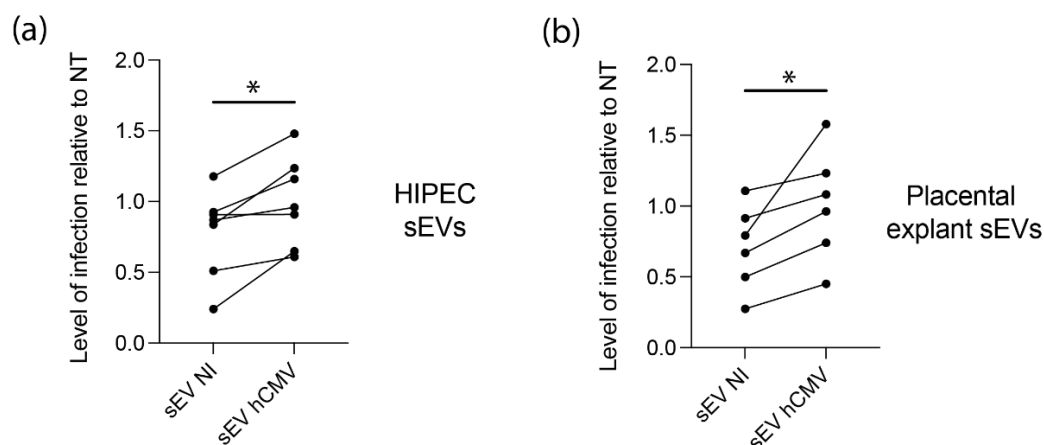 (a)
Level of infection relative to NT
2.0
1.5
1.0
0.5
0.0
*
sEV NI
sEV hCMV
HIPEC
sEVs
(b)
Level of infection relative to NT
2.0
1.5
1.0
0.5
0.0
*
sEV NI
sEV hCMV
Placental
explant sEVs